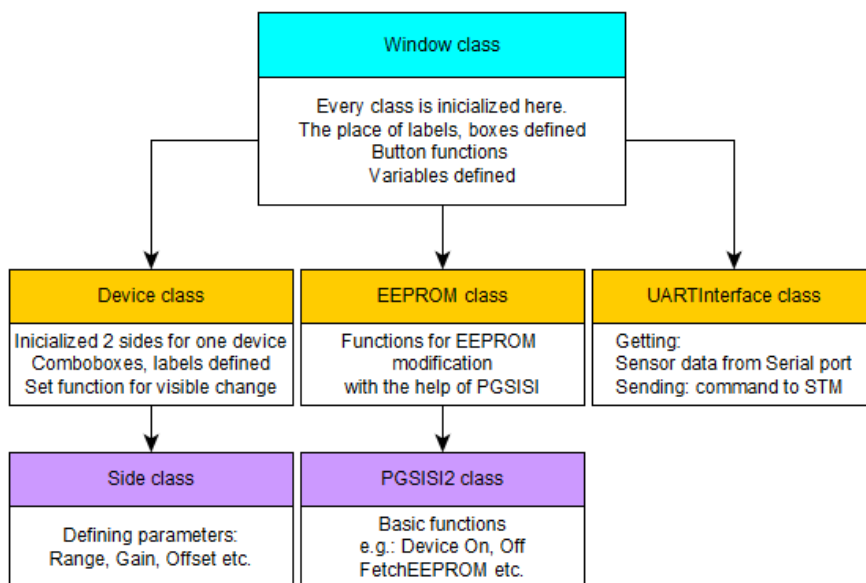 Window class
Every class is inicialized here.
The place of labels, boxes defined
Button functions
Variables defined
Device class
Inicialized 2 sides for one device
Comboboxes, labels defined
Set function for visible change
EEPROM class
Functions for EEPROM
modification
with the help of PGSISI
UARTInterface class
Getting:
Sensor data from Serial port
Sending: command to STM
Side class
Defining parameters:
Range, Gain, Offset etc.
PGSISI2 class
Basic functions
e.g.: Device On, Off
FetchEEPROM etc.